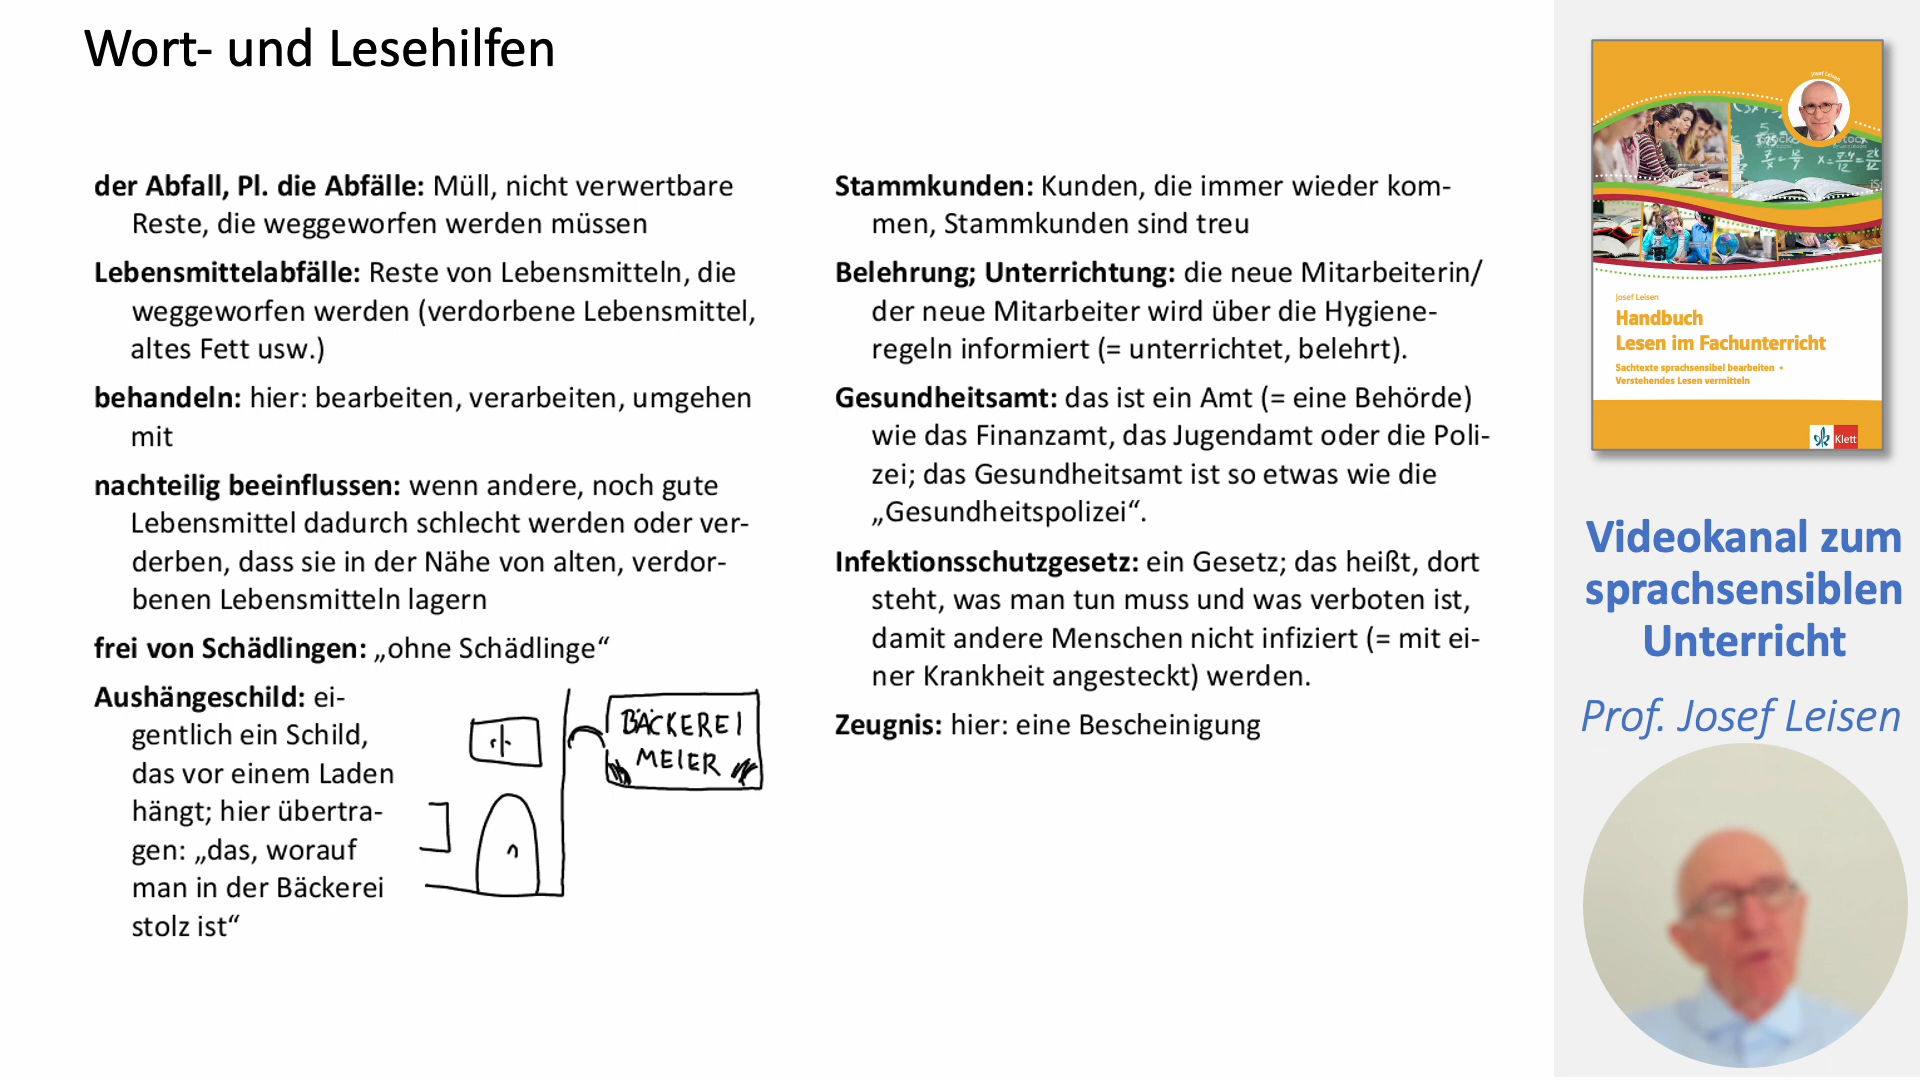 Wort- und Lesehilfen
der Abfall, Pl. die Abfälle: Müll, nicht verwertbare
Reste, die weggeworfen werden müssen
Lebensmittelabfälle: Reste von Lebensmitteln, die
weggeworfen werden (verdorbene Lebensmittel,
altes Fett usw.)
behandeln: hier: bearbeiten, verarbeiten, umgehen
mit
nachteilig beeinflussen: wenn andere, noch gute
Lebensmittel dadurch schlecht werden oder ver-
derben, dass sie in der Nähe von alten, verdor-
benen Lebensmitteln lagern
frei von Schädlingen: „ohne Schädlinge“
Aushängeschild: ei-
gentlich ein Schild,
das vor einem Laden
hängt; hier übertra-
gen: „das, worauf
man in der Bäckerei
stolz ist“
BÄCKEREI
MEIER
Stammkunden: Kunden, die immer wieder kom-
men, Stammkunden sind treu
Belehrung; Unterrichtung: die neue Mitarbeiterin/
der neue Mitarbeiter wird über die Hygiene-
regeln informiert (= unterrichtet, belehrt).
Gesundheitsamt: das ist ein Amt (= eine Behörde)
wie das Finanzamt, das Jugendamt oder die Poli-
zei; das Gesundheitsamt ist so etwas wie die
„Gesundheitspolizei“.
Infektionsschutzgesetz: ein Gesetz; das heißt, dort
steht, was man tun muss und was verboten ist,
damit andere Menschen nicht infiziert (= mit ei-
ner Krankheit angesteckt) werden.
Zeugnis: hier: eine Bescheinigung
Josef Leisen
Josef Leisen
Handbuch
Lesen im Fachunterricht
Sachtexte sprachsensibel bearbeiten •
Verstehendes Lesen vermitteln
Klett
Videokanal zum
sprachsensiblen
Unterricht
Prof. Josef Leisen